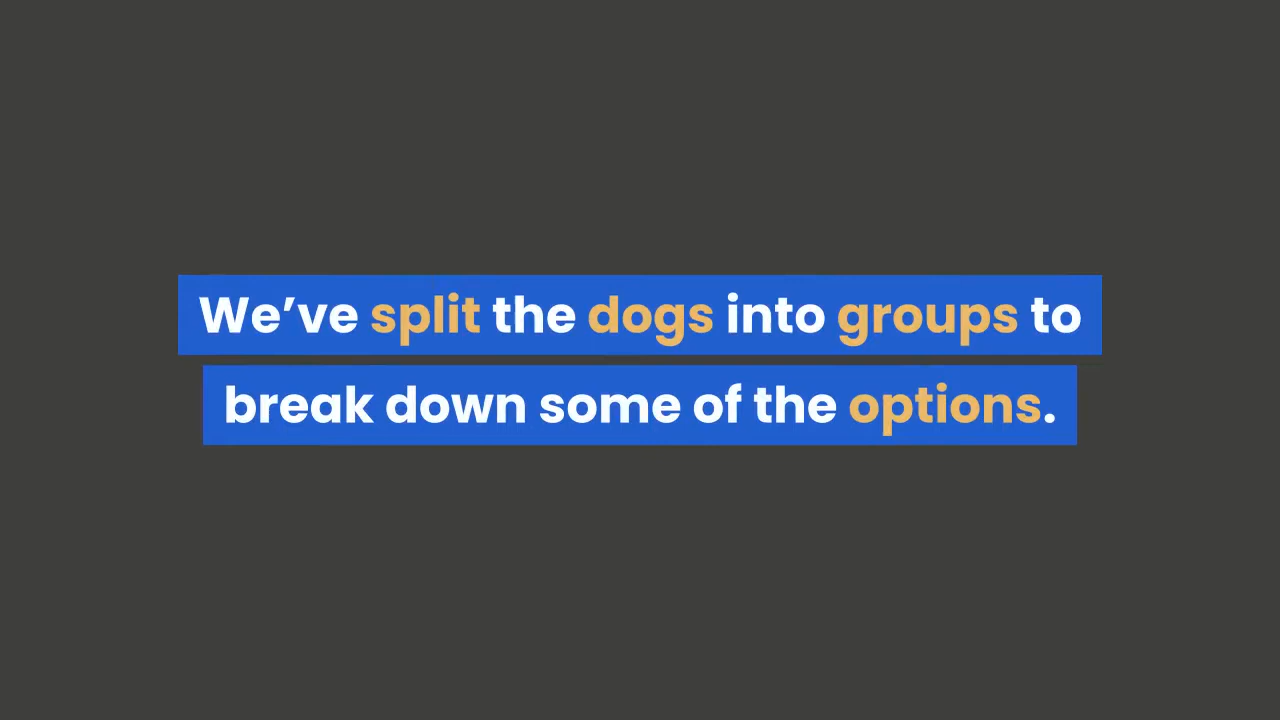 We’ve split the dogs into groups to
break down some of the options.